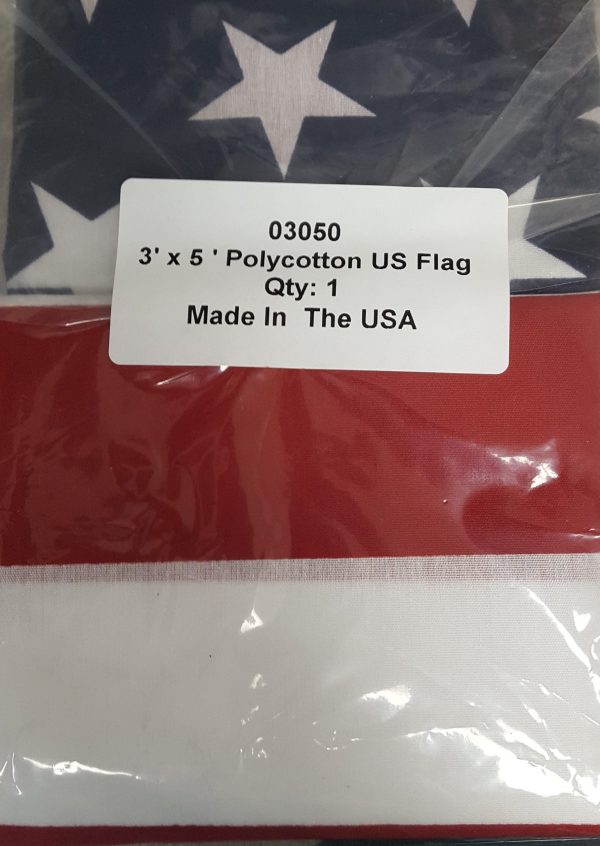 03050
3' x 5 ' Polycotton US Flag
Qty: 1
Made In  The USA